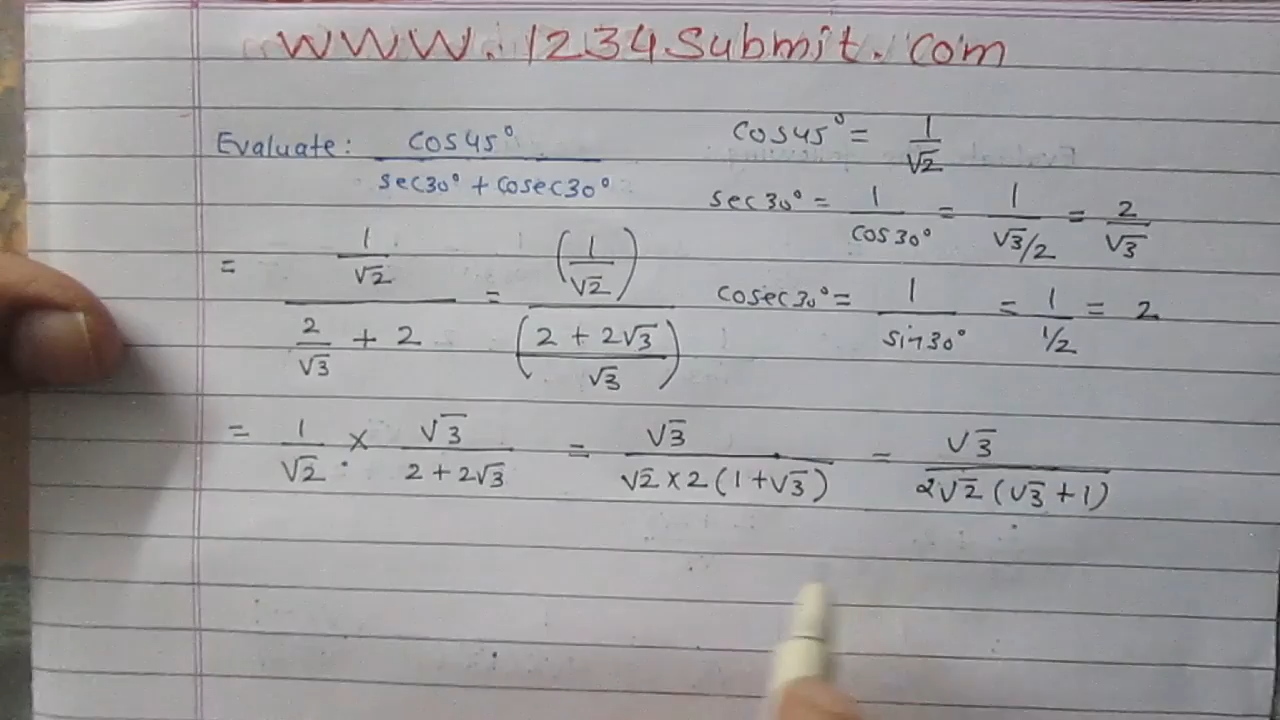 www.1234submit.com
Evaluate: cos45° / (sec30° + cosec30°)
cos45° = 1/√2
sec30° = 1/cos30° = 1/(√3/2) = 2/√3
cosec30° = 1/sin30° = 1/(1/2) = 2
= (1/√2) / (2/√3 + 2) = (1/√2) / ((2 + 2√3)/√3)
= 1/√2 × √3/(2 + 2√3) = √3/(√2 × 2(1 + √3)) = √3/(2√2(√3 + 1))